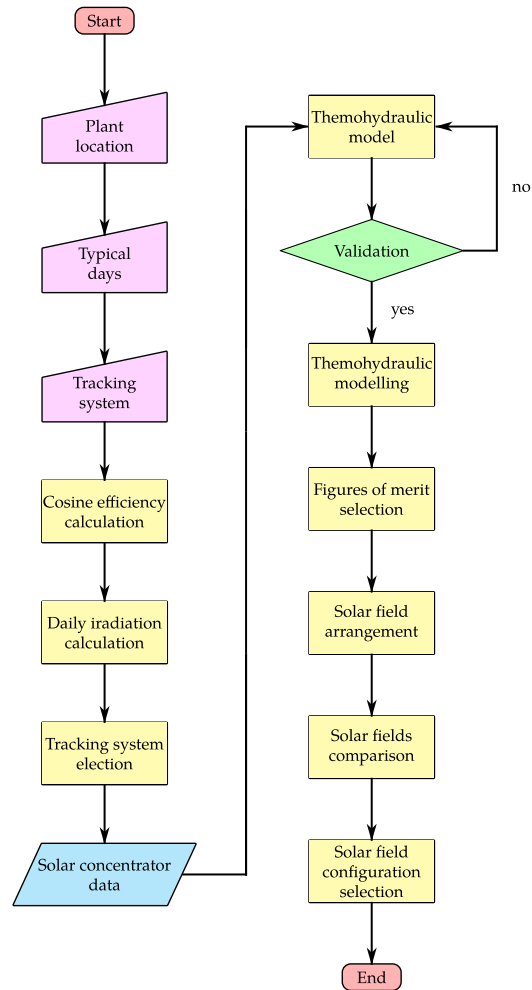 Start
Plant
location
Typical
days
Tracking
system
Cosine efficiency
calculation
Daily iradiation
calculation
Tracking system
election
Solar concentrator
data
Themohydraulic
model
no
Validation
yes
Themohydraulic
modelling
Figures of merit
selection
Solar field
arrangement
Solar fields
comparison
Solar field
configuration
selection
End